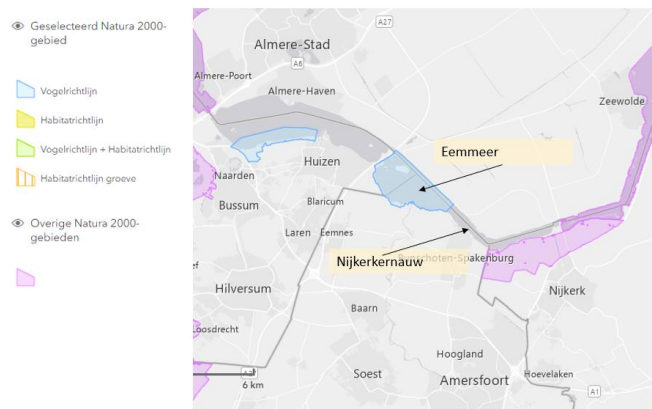 Geselecteerd Natura 2000-
gebied
Vogelrichtlijn
Habitatrichtlijn
Vogelrichtlijn + Habitatrichtlijn
Habitatrichtlijn groeve
Overige Natura 2000-
gebieden
A27
Almere-Stad
A6
Almere-Poort
Almere-Haven
Zeewolde
Eemmeer
Huizen
Naarden
Blaricum
Bussum
Laren Eemnes
Nijkerkernauw
-Spakenburg
Nijkerk
Hilversum
Baarn
Loosdrecht
Hoogland
Soest
Amersfoort
Hoevelaken
A1
6 km